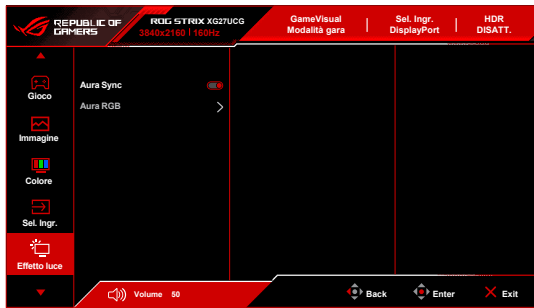 REPUBLIC OF
GAMERS
ROG STRIX XG27UCG
3840x2160 | 160Hz
GameVisual
Modalità gara
Sel. Ingr.
DisplayPort
HDR
DISATT.
Gioco
Immagine
Colore
Sel. Ingr.
Effetto luce
Aura Sync
Aura RGB
Volume 50
Back
Enter
Exit